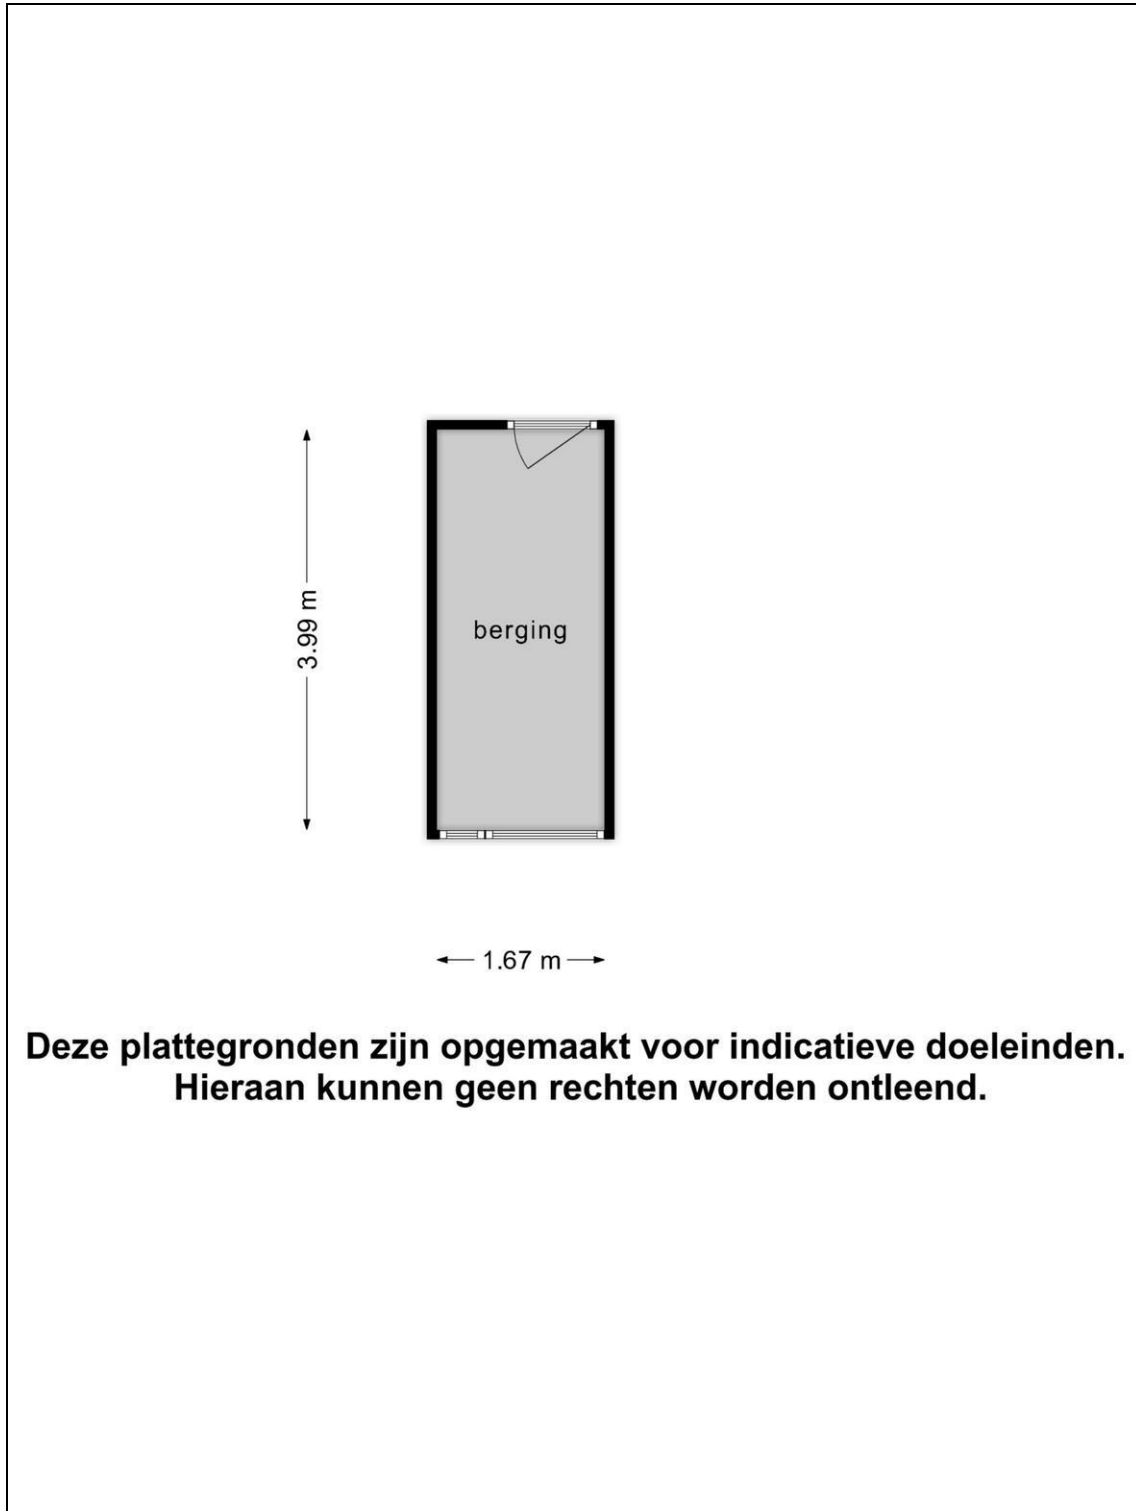 3.99 m
berging
1.67 m
Deze plattegronden zijn opgemaakt voor indicatieve doeleinden.
Hieraan kunnen geen rechten worden ontleend.